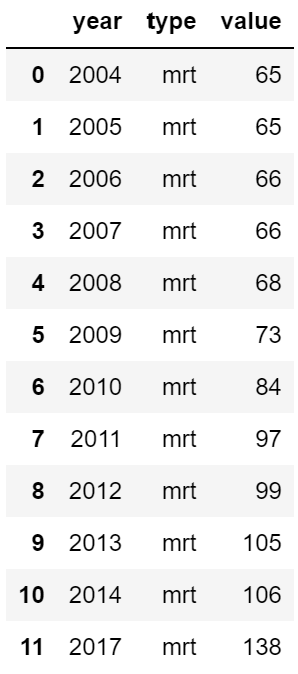 year type value
0 2004 mrt 65
1 2005 mrt 65
2 2006 mrt 66
3 2007 mrt 66
4 2008 mrt 68
5 2009 mrt 73
6 2010 mrt 84
7 2011 mrt 97
8 2012 mrt 99
9 2013 mrt 105
10 2014 mrt 106
11 2017 mrt 138